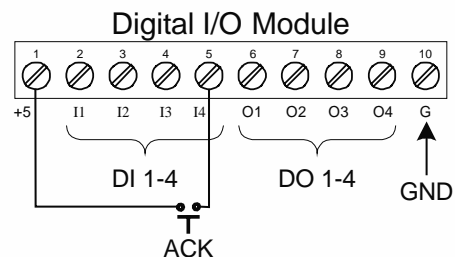 Digital I/O Module
1 2 3 4 5 6 7 8 9 10
+5 I1 I2 I3 I4 O1 O2 O3 O4 G
DI 1-4 DO 1-4 GND
ACK